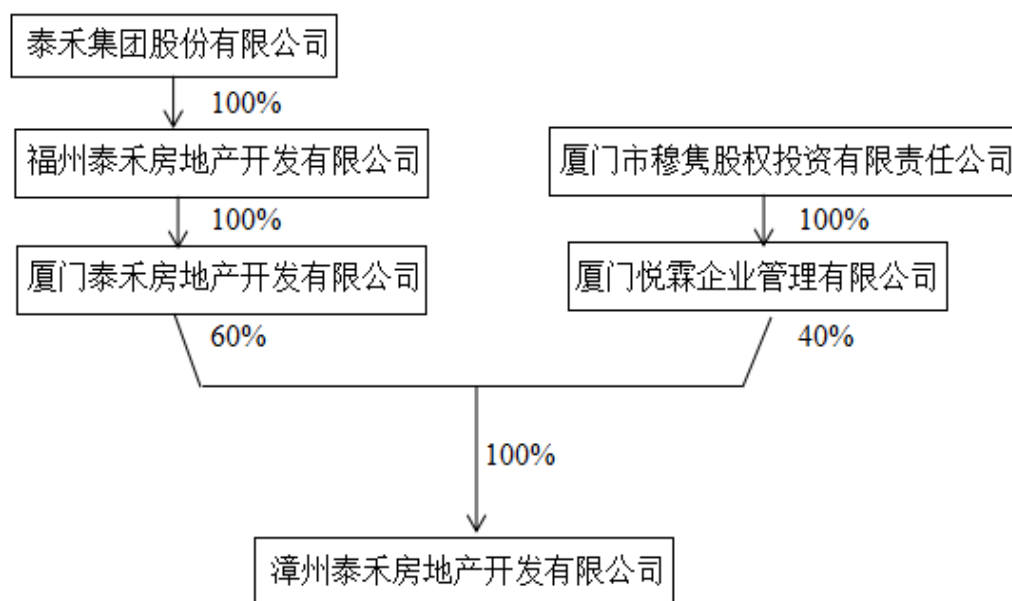 泰禾集团股份有限公司
100%
福州泰禾房地产开发有限公司
厦门市穆隽股权投资有限责任公司
100%
100%
厦门泰禾房地产开发有限公司
厦门悦霖企业管理有限公司
60%
40%
100%
漳州泰禾房地产开发有限公司